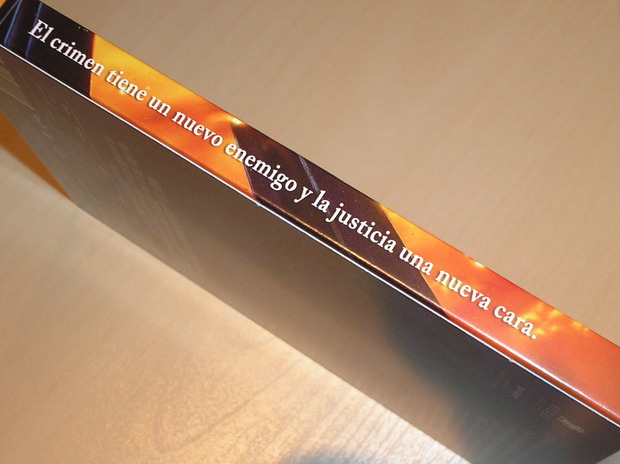 El crimen tiene un nuevo enemigo y la justicia una nueva cara.